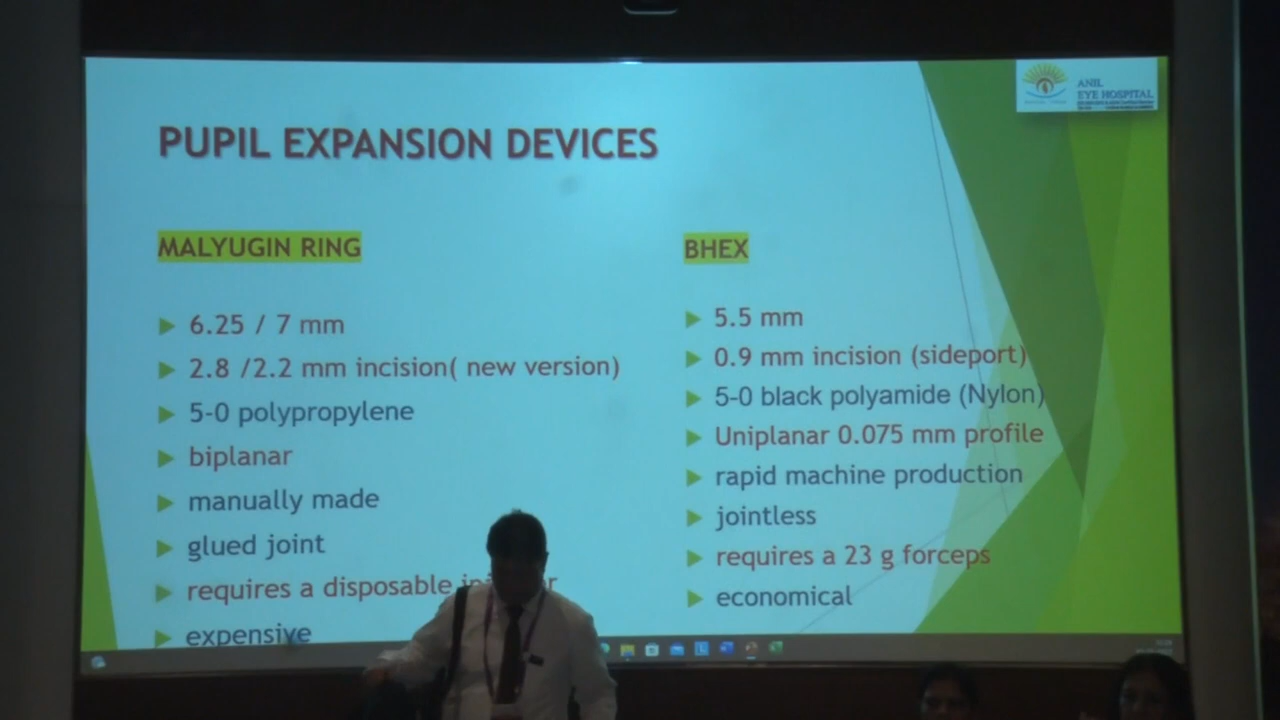 ANIL
EYE HOSPITAL
PUPIL EXPANSION DEVICES
MALYUGIN RING
6.25 / 7 mm
2.8 /2.2 mm incision( new version)
5-0 polypropylene
biplanar
manually made
glued joint
requires a disposable
expensive
BHEX
5.5 mm
0.9 mm incision (sideport)
5-0 black polyamide (Nylon)
Uniplanar 0.075 mm profile
rapid machine production
jointless
requires a 23 g forceps
economical